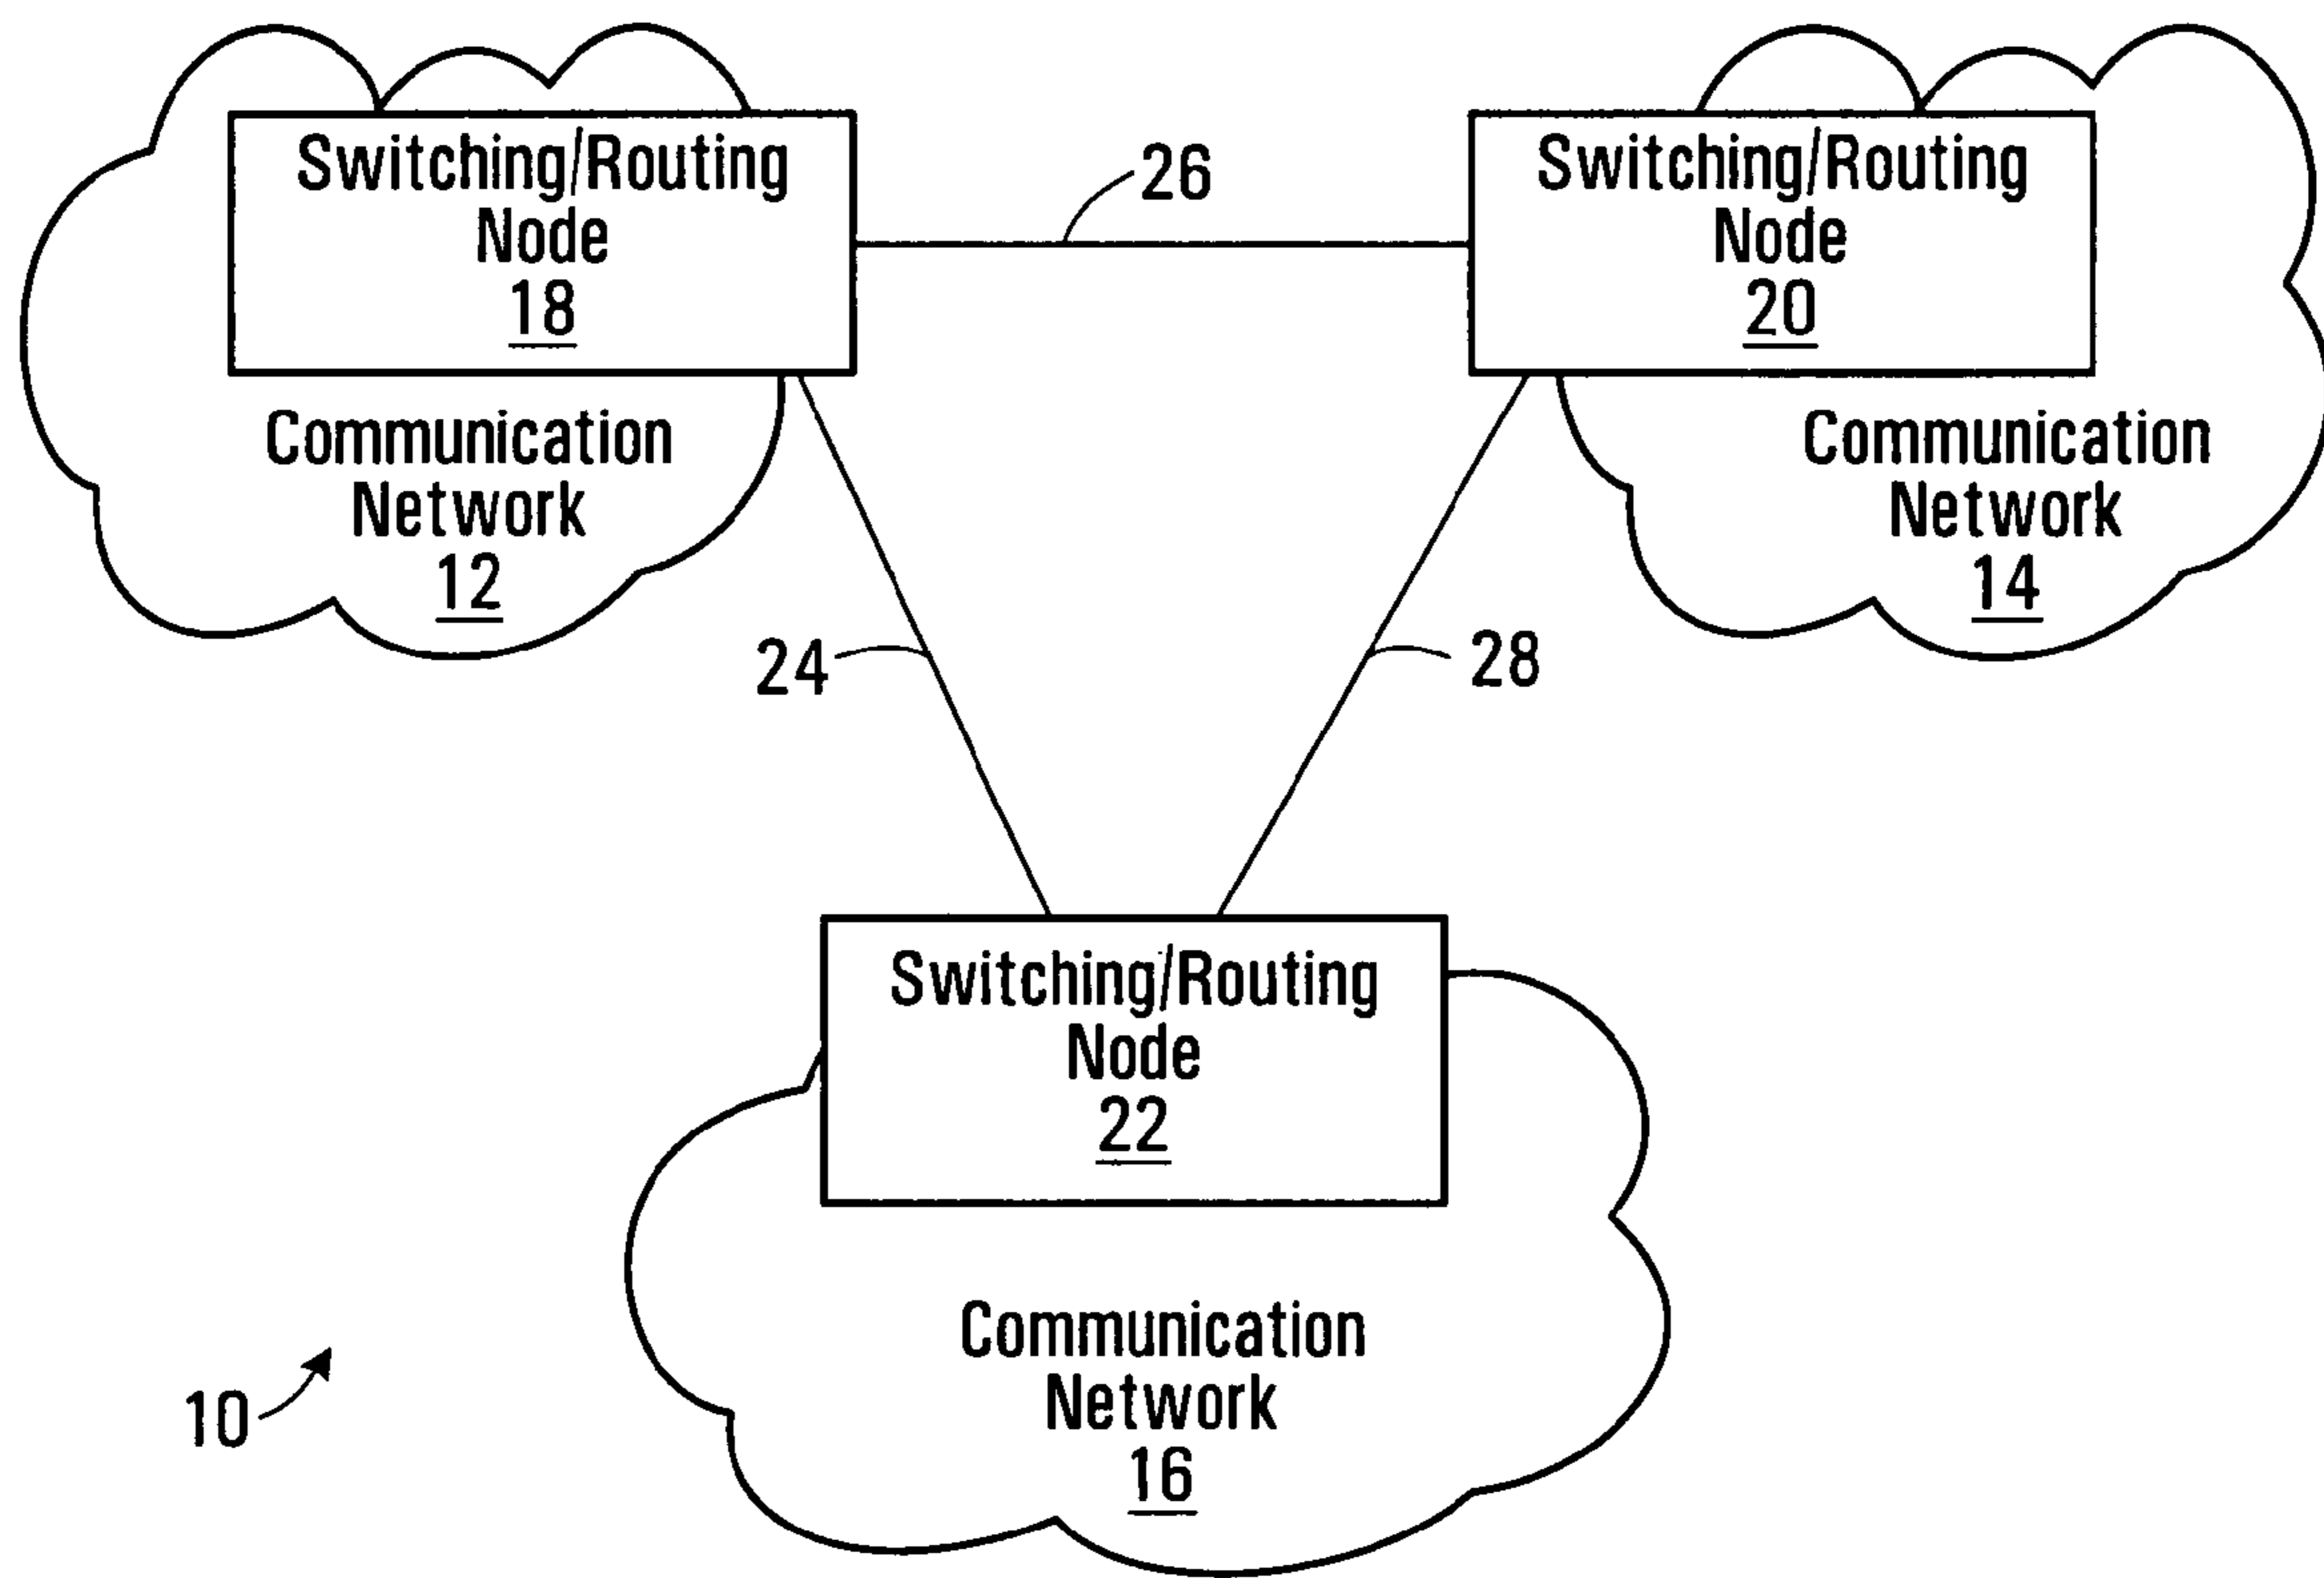 Switching/Routing
Node
18
26
Switching/Routing
Node
20
Communication
Network
12
Communication
Network
14
24
28
Switching/Routing
Node
22
Communication
Network
16
10